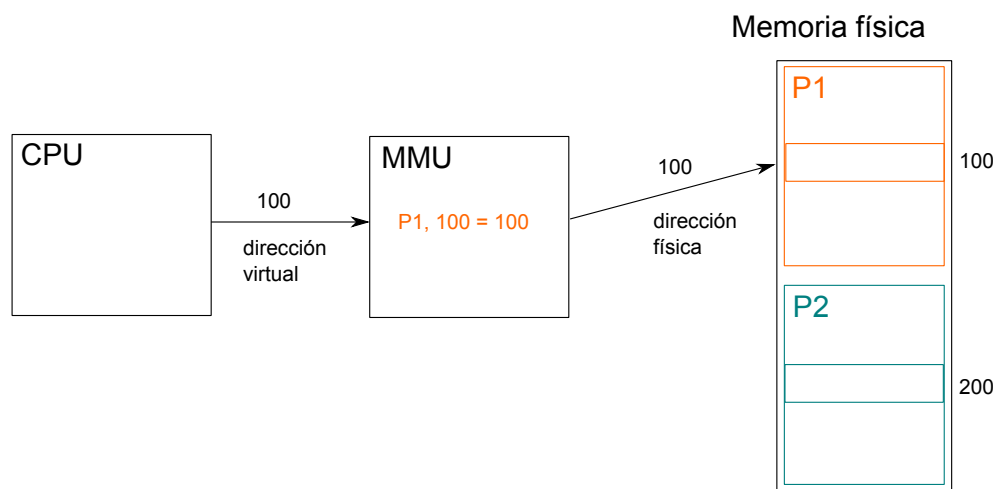 Memoria física
CPU
100
dirección
virtual
MMU
P1, 100 = 100
100
dirección
física
P1
100
P2
200